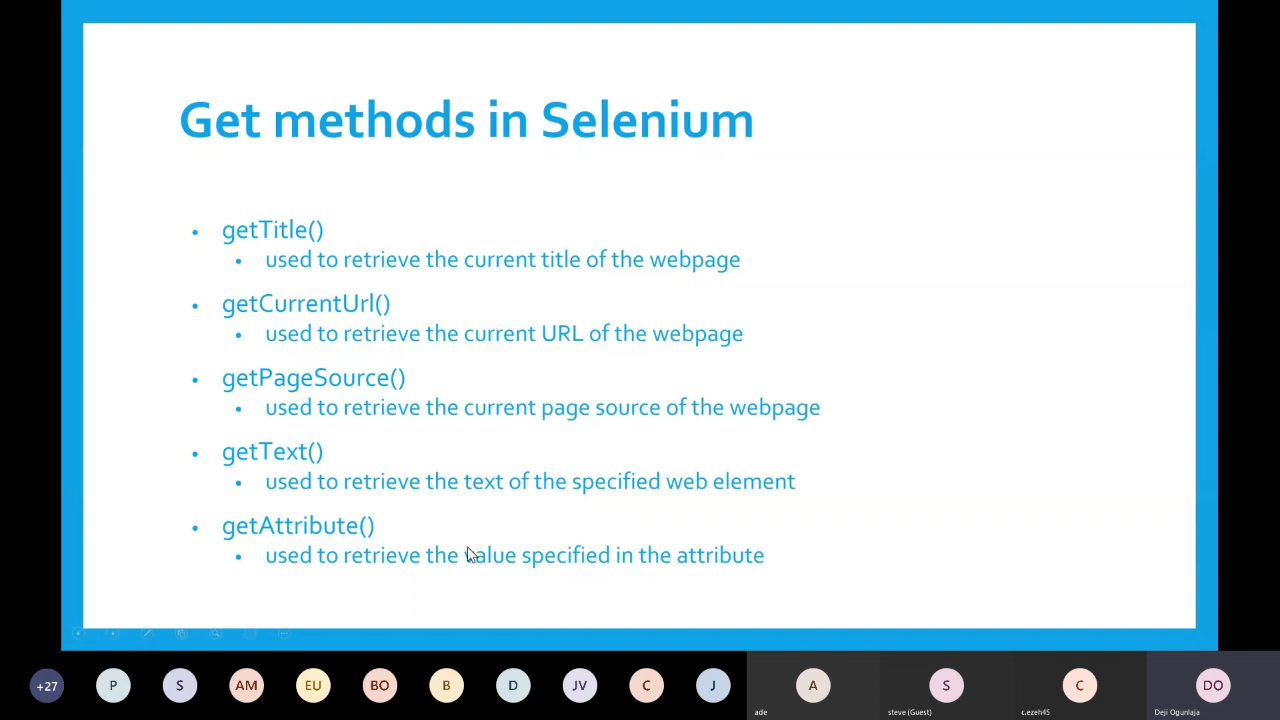 Get methods in Selenium
• getTitle()
• used to retrieve the current title of the webpage
• getCurrentUrl()
• used to retrieve the current URL of the webpage
• getPageSource()
• used to retrieve the current page source of the webpage
• getText()
• used to retrieve the text of the specified web element
• getAttribute()
• used to retrieve the value specified in the attribute
+27 P S AM EU BO B D JV C J A S C DO
ade steve (Guest) c.ezeh45 Deji Ogunlaja